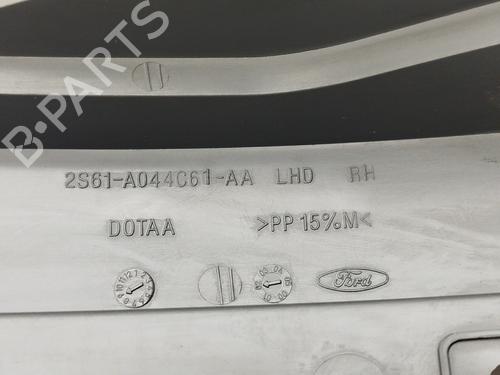 B-PARTS
2S61-A044C61-AA LHD RH
DOTAA >PP 15%M<
Ford